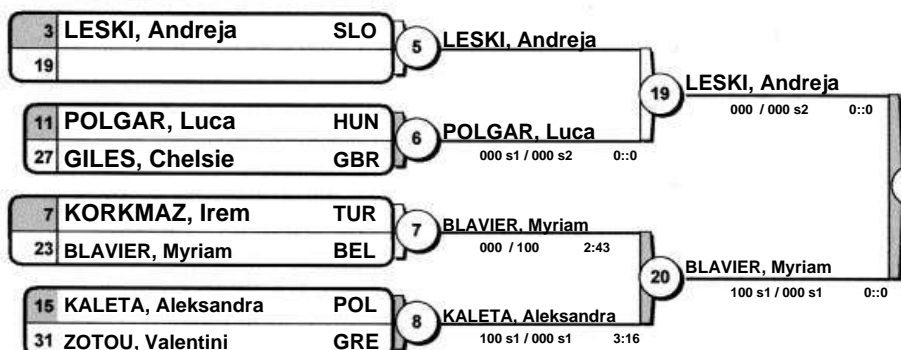 3 LESKI, Andreja SLO
19
5 LESKI, Andreja
11 POLGAR, Luca HUN
27 GILES, Chelsie GBR
6 POLGAR, Luca
000 s1 / 000 s2 0::0
19 LESKI, Andreja
000 / 000 s2 0::0
7 KORKMAZ, Irem TUR
23 BLAVIER, Myriam BEL
7 BLAVIER, Myriam
000 / 100 2:43
15 KALETA, Aleksandra POL
31 ZOTOU, Valentini GRE
8 KALETA, Aleksandra
100 s1 / 000 s1 3:16
20 BLAVIER, Myriam
100 s1 / 000 s1 0::0